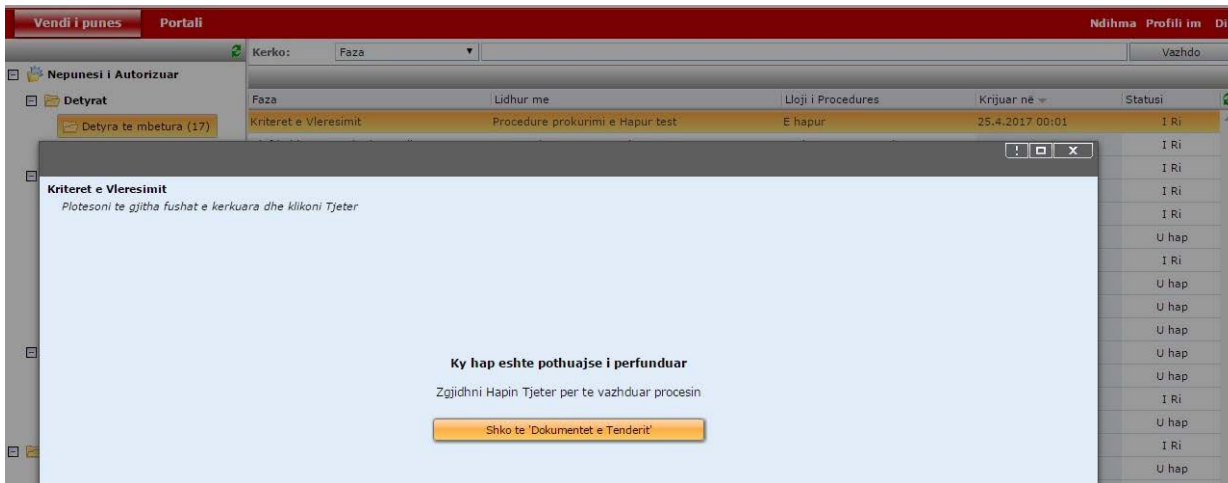 Vendi i punes Portali Ndihma Profili im
Kerko: Faza Vazhdo
Nepunesi i Autorizuar
Detyrat Faza Lidhur me Lloji i Procedures Krijuar në Statusi
Detyra te mbetura (17) Kriteret e Vleresimit Procedure prokurimi e Hapur test E hapur 25.4.2017 00:01 I Ri
I Ri
I Ri
Kriteret e Vleresimit I Ri
Plotesoni te gjitha fushat e kerkuara dhe klikoni Tjeter I Ri
U hap
I Ri
U hap
U hap
U hap
U hap
Ky hap eshte pothuajse i perfunduar
U hap
Zgjidhni Hapin Tjeter per te vazhduar procesin I Ri
U hap
Shko te 'Dokumentet e Tenderit'
I Ri
U hap